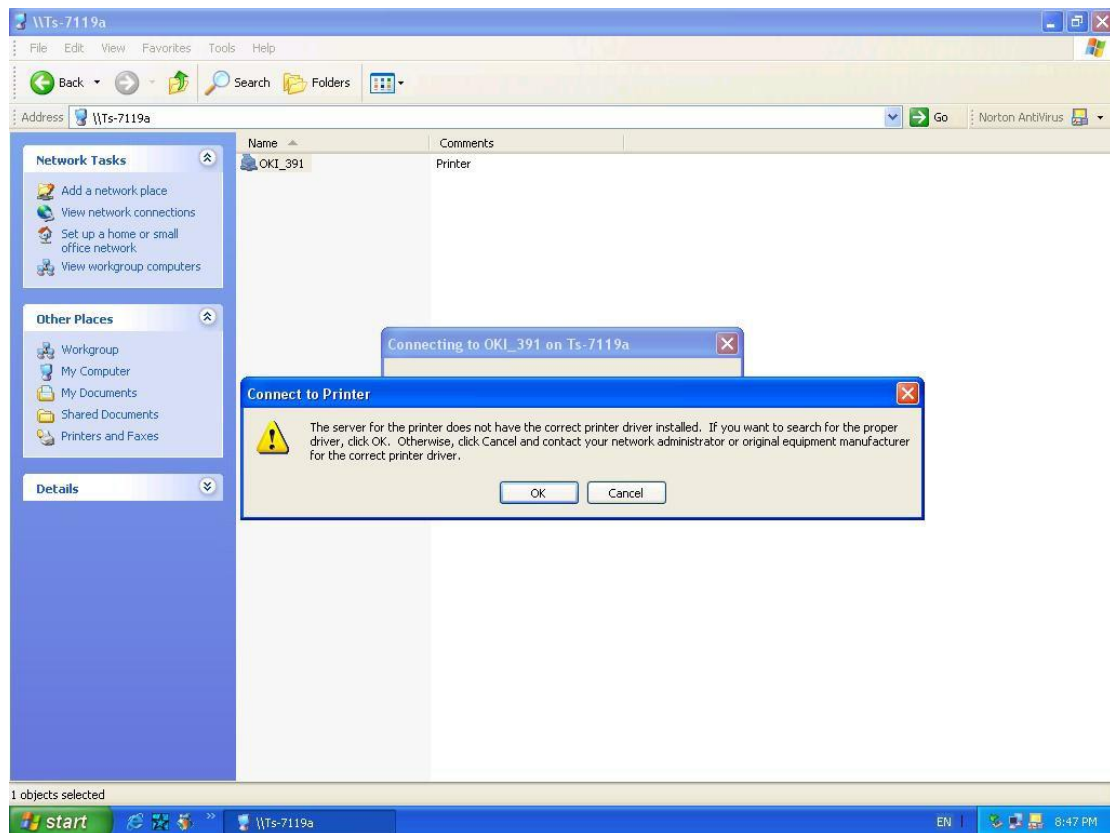 \\Ts-7119a
File Edit View Favorites Tools Help
Back Search Folders
Address \\Ts-7119a Go Norton AntiVirus
Name Comments
OKI_391 Printer
Network Tasks
Add a network place
View network connections
Set up a home or small
office network
View workgroup computers
Other Places
Workgroup
My Computer
My Documents
Shared Documents
Printers and Faxes
Details
Connecting to OKI_391 on Ts-7119a
Connect to Printer
The server for the printer does not have the correct printer driver installed. If you want to search for the proper
driver, click OK. Otherwise, click Cancel and contact your network administrator or original equipment manufacturer
for the correct printer driver.
OK Cancel
1 objects selected
start \\Ts-7119a EN 8:47 PM